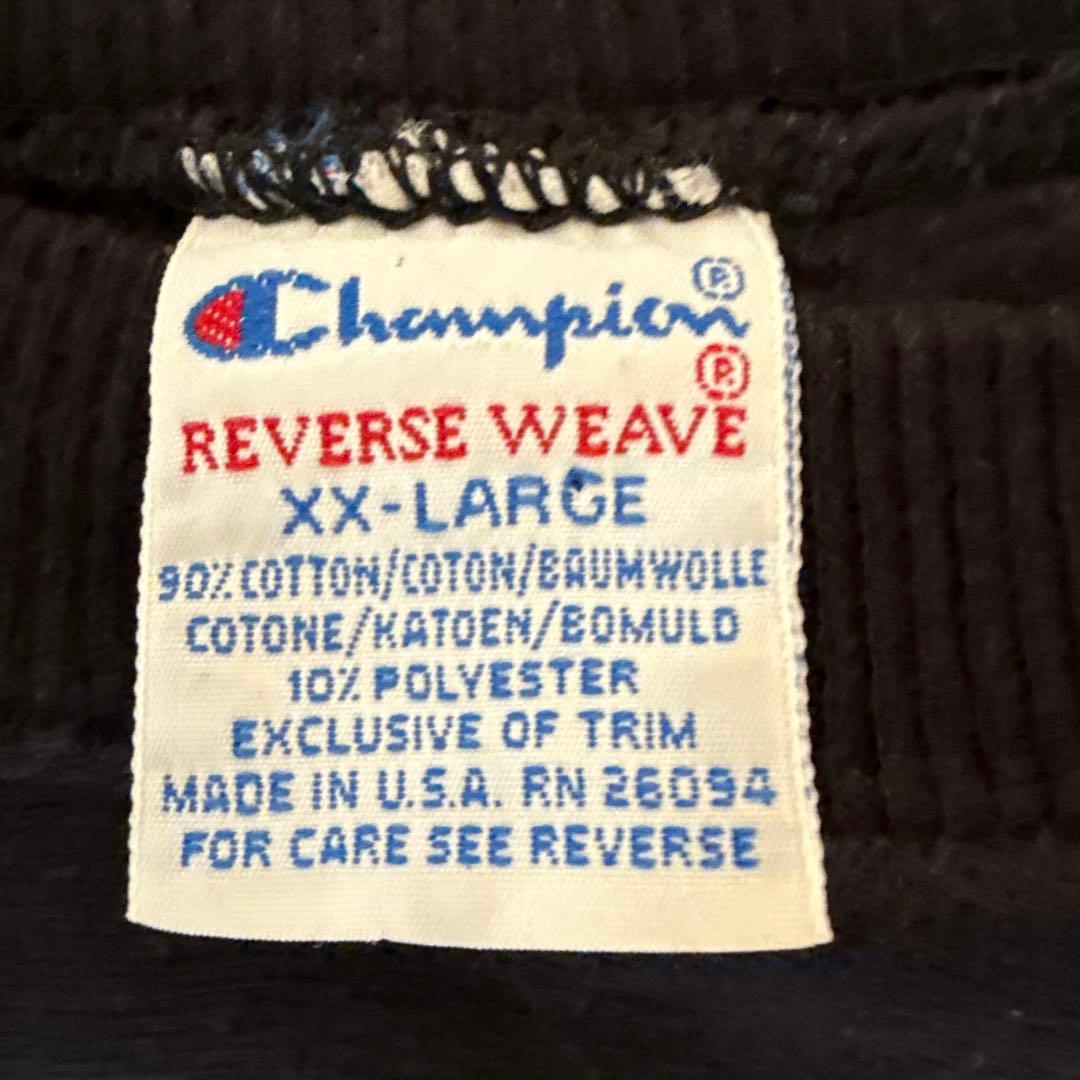 Champion®
®
REVERSE WEAVE
XX-LARGE
90% COTTON/COTON/BAUMWOLLE
COTONE/KATOEN/BOMULD
10% POLYESTER
EXCLUSIVE OF TRIM
MADE IN U.S.A. RN 26094
FOR CARE SEE REVERSE